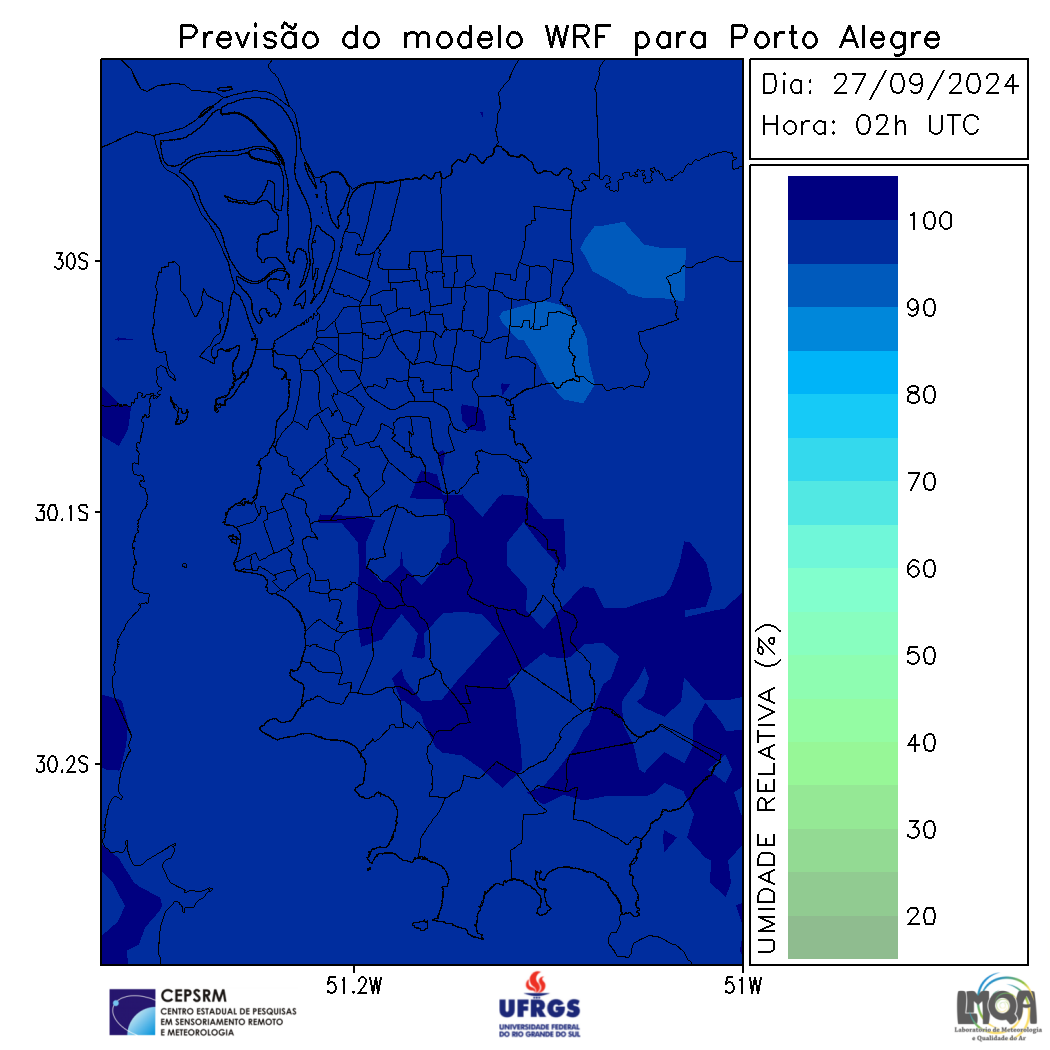 Previsão do modelo WRF para Porto Alegre
Dia: 27/09/2024
Hora: 02h UTC
30S
30.1S
30.2S
51.2W
51W
UMIDADE RELATIVA (%)
100
90
80
70
60
50
40
30
20
CEPSRM
CENTRO ESTADUAL DE PESQUISAS
EM SENSORIAMENTO REMOTO
E METEOROLOGIA
UFRGS
UNIVERSIDADE FEDERAL
DO RIO GRANDE DO SUL
LMQA
Laboratório de Meteorologia
e Qualidade do Ar